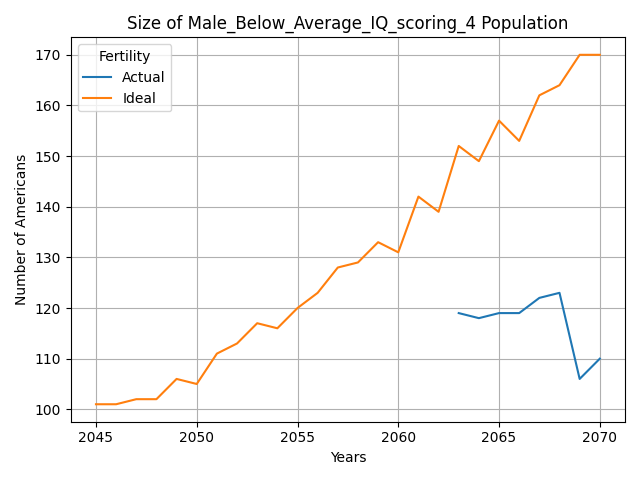 Size of Male_Below_Average_IQ_scoring_4 Population
Fertility
Actual
Ideal
Number of Americans
170
160
150
140
130
120
110
100
2045
2050
2055
2060
2065
2070
Years